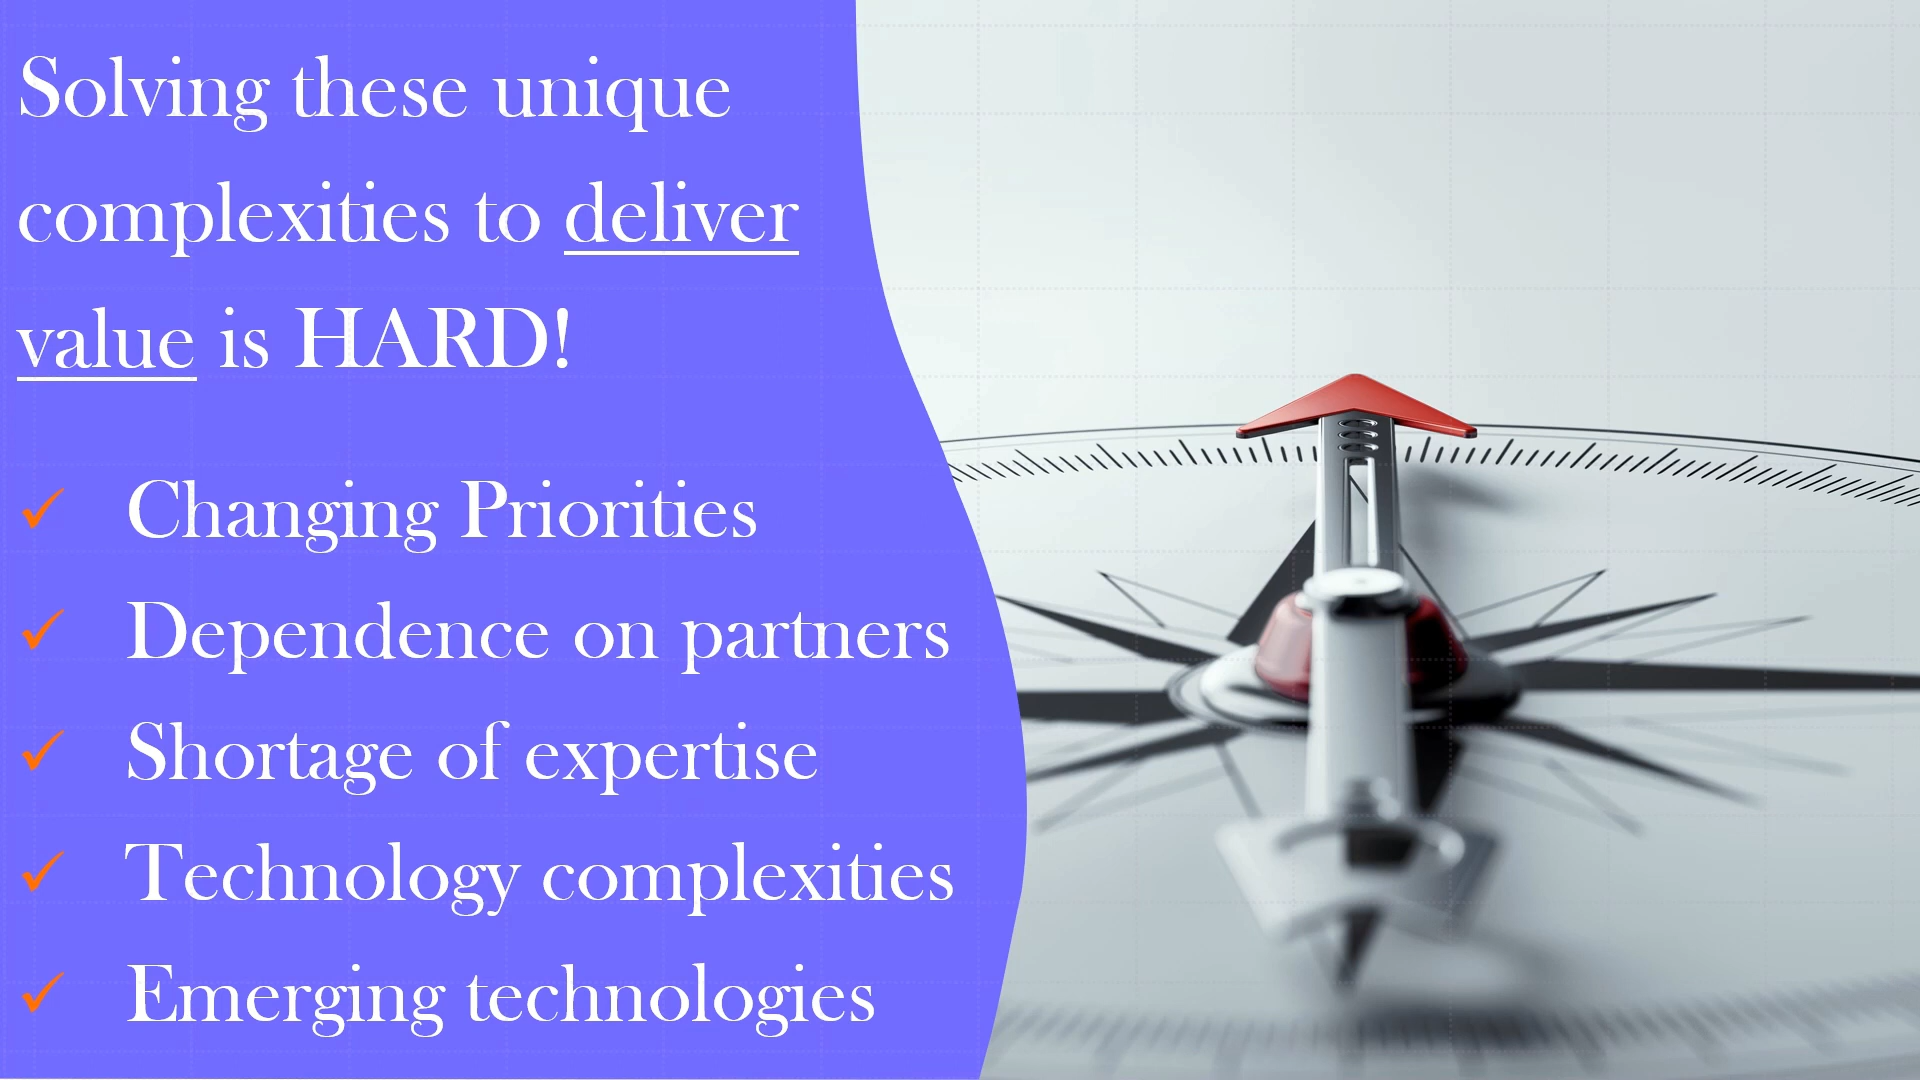 Solving these unique
complexities to deliver
value is HARD!
Changing Priorities
Dependence on partners
Shortage of expertise
Technology complexities
Emerging technologies